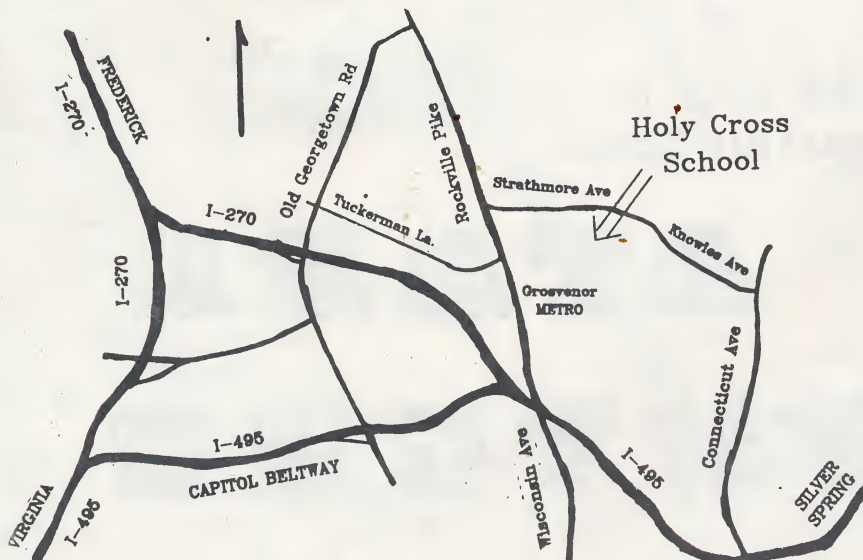 FREDERICK
I-270
Old Georgetown Rd
Rockville Pike
Holy Cross
School
Strathmore Ave
I-270
Tuckerman La.
Knowles Ave
I-270
Grosvenor
METRO
Connecticut Ave
I-495
CAPITOL BELTWAY
Wisconsin Ave
I-495
SILVER
SPRING
VIRGINIA
I-495